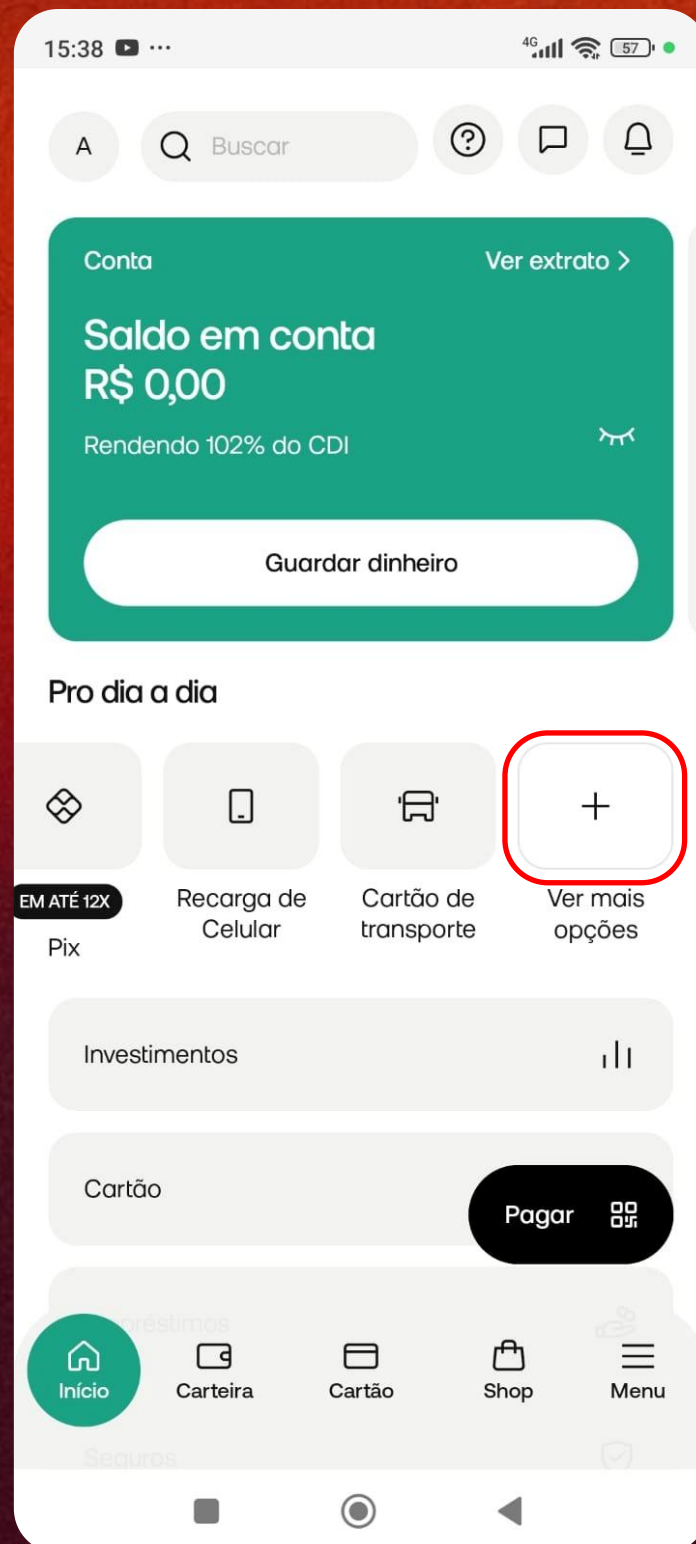 15:38
4G
57
A
Buscar
Conta
Ver extrato >
Saldo em conta
R$ 0,00
Rendendo 102% do CDI
Guardar dinheiro
Pro dia a dia
EM ATÉ 12X
Pix
Recarga de
Celular
Cartão de
transporte
Ver mais
opções
Investimentos
Cartão
Pagar
préstimos
Início
Carteira
Cartão
Shop
Menu
Seguros